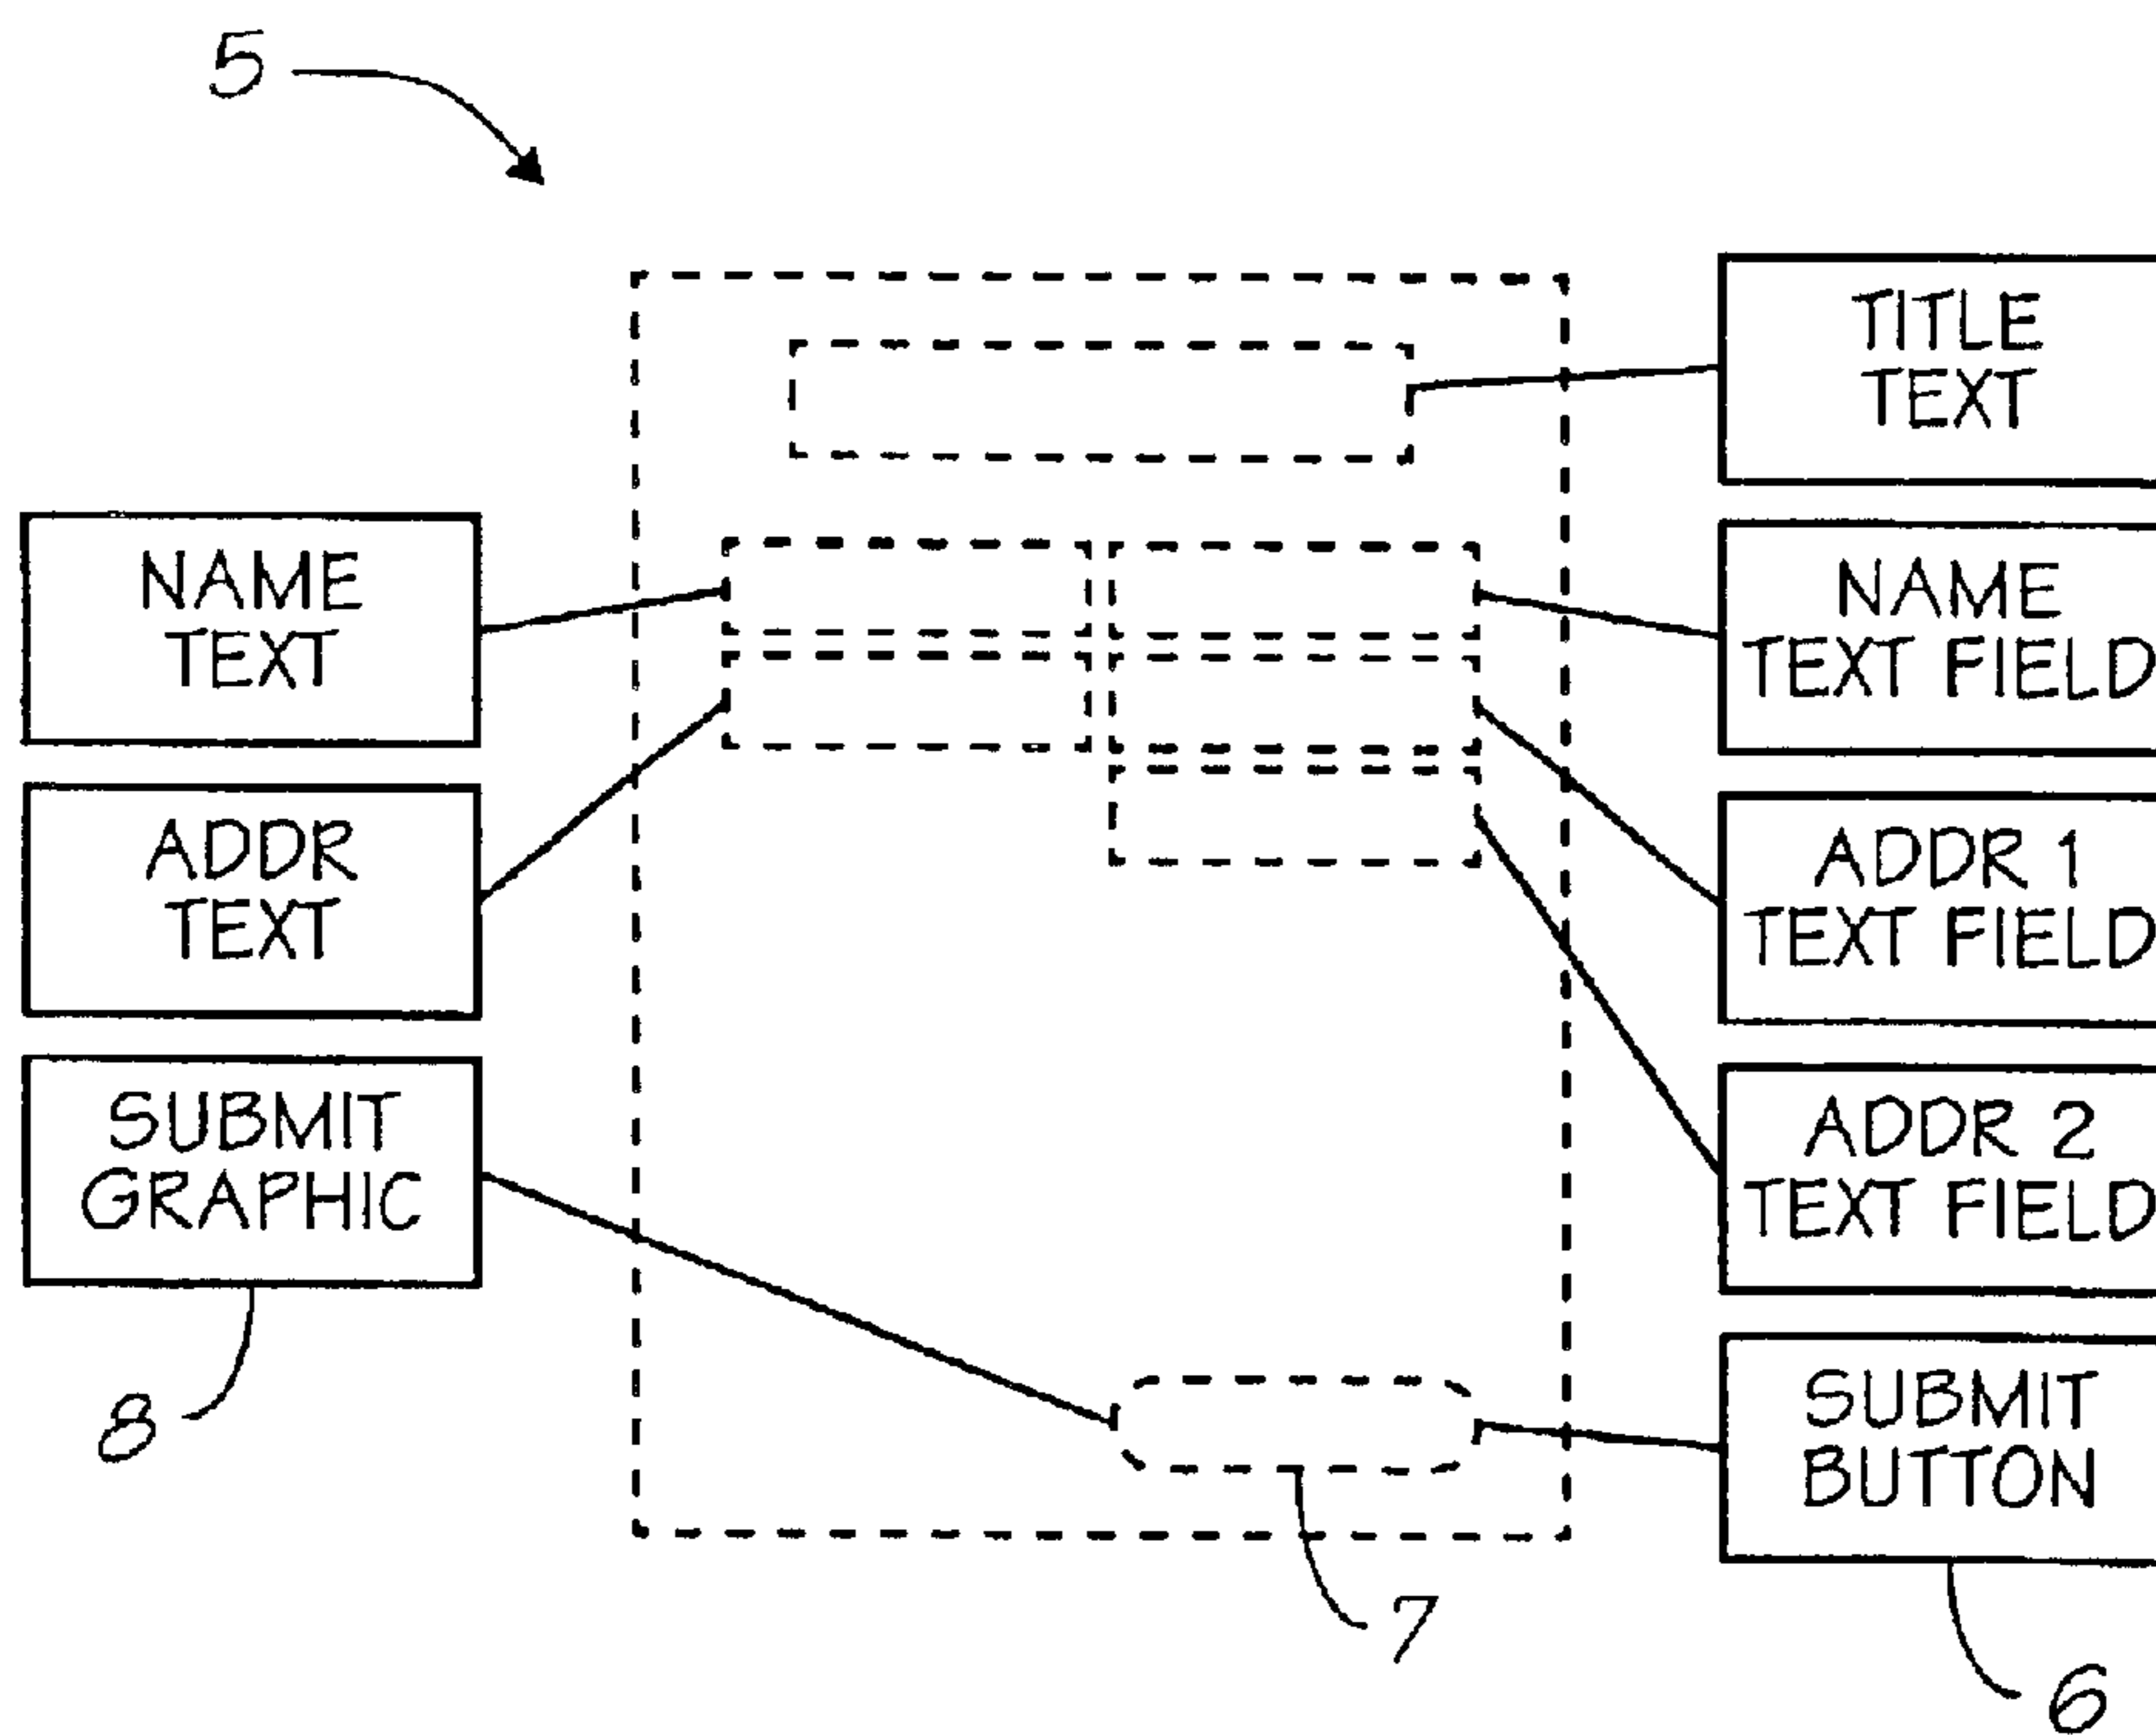 5
TITLE
TEXT
NAME
TEXT
NAME
TEXT FIELD
ADDR
TEXT
ADDR 1
TEXT FIELD
SUBMIT
GRAPHIC
ADDR 2
TEXT FIELD
8
SUBMIT
BUTTON
7
6